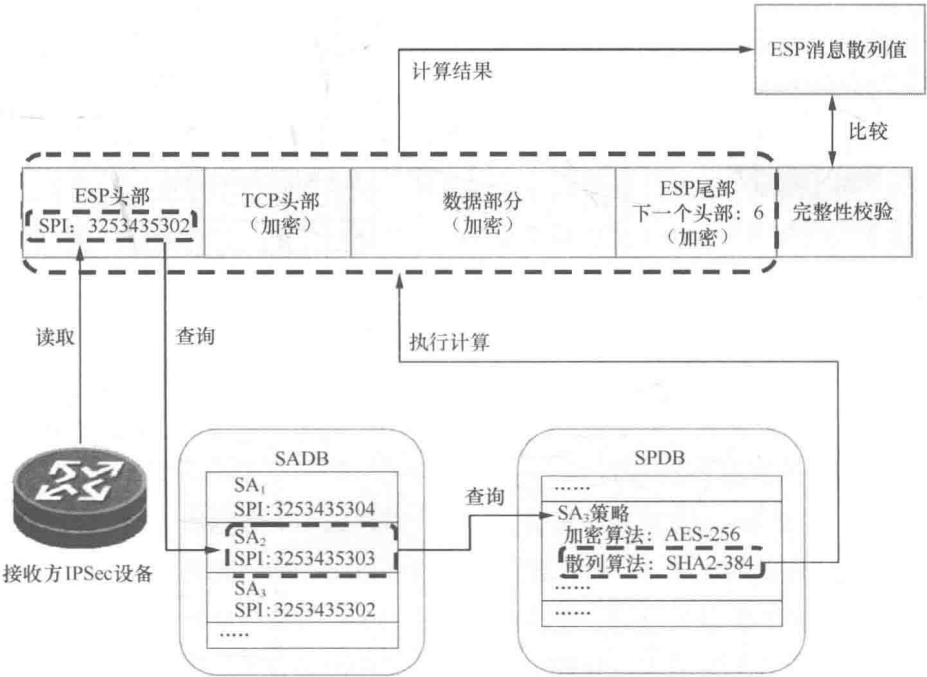 ESP消息散列值
计算结果
比较
ESP头部
SPI：3253435302
TCP头部
（加密）
数据部分
（加密）
ESP尾部
下一个头部：6
（加密）
完整性校验
读取
查询
执行计算
接收方IPSec设备
SADB
SA₁
SPI:3253435304
SA₂
SPI:3253435303
SA₃
SPI:3253435302
.....
查询
SPDB
......
SA₃策略
加密算法：AES-256
散列算法：SHA2-384
......
......